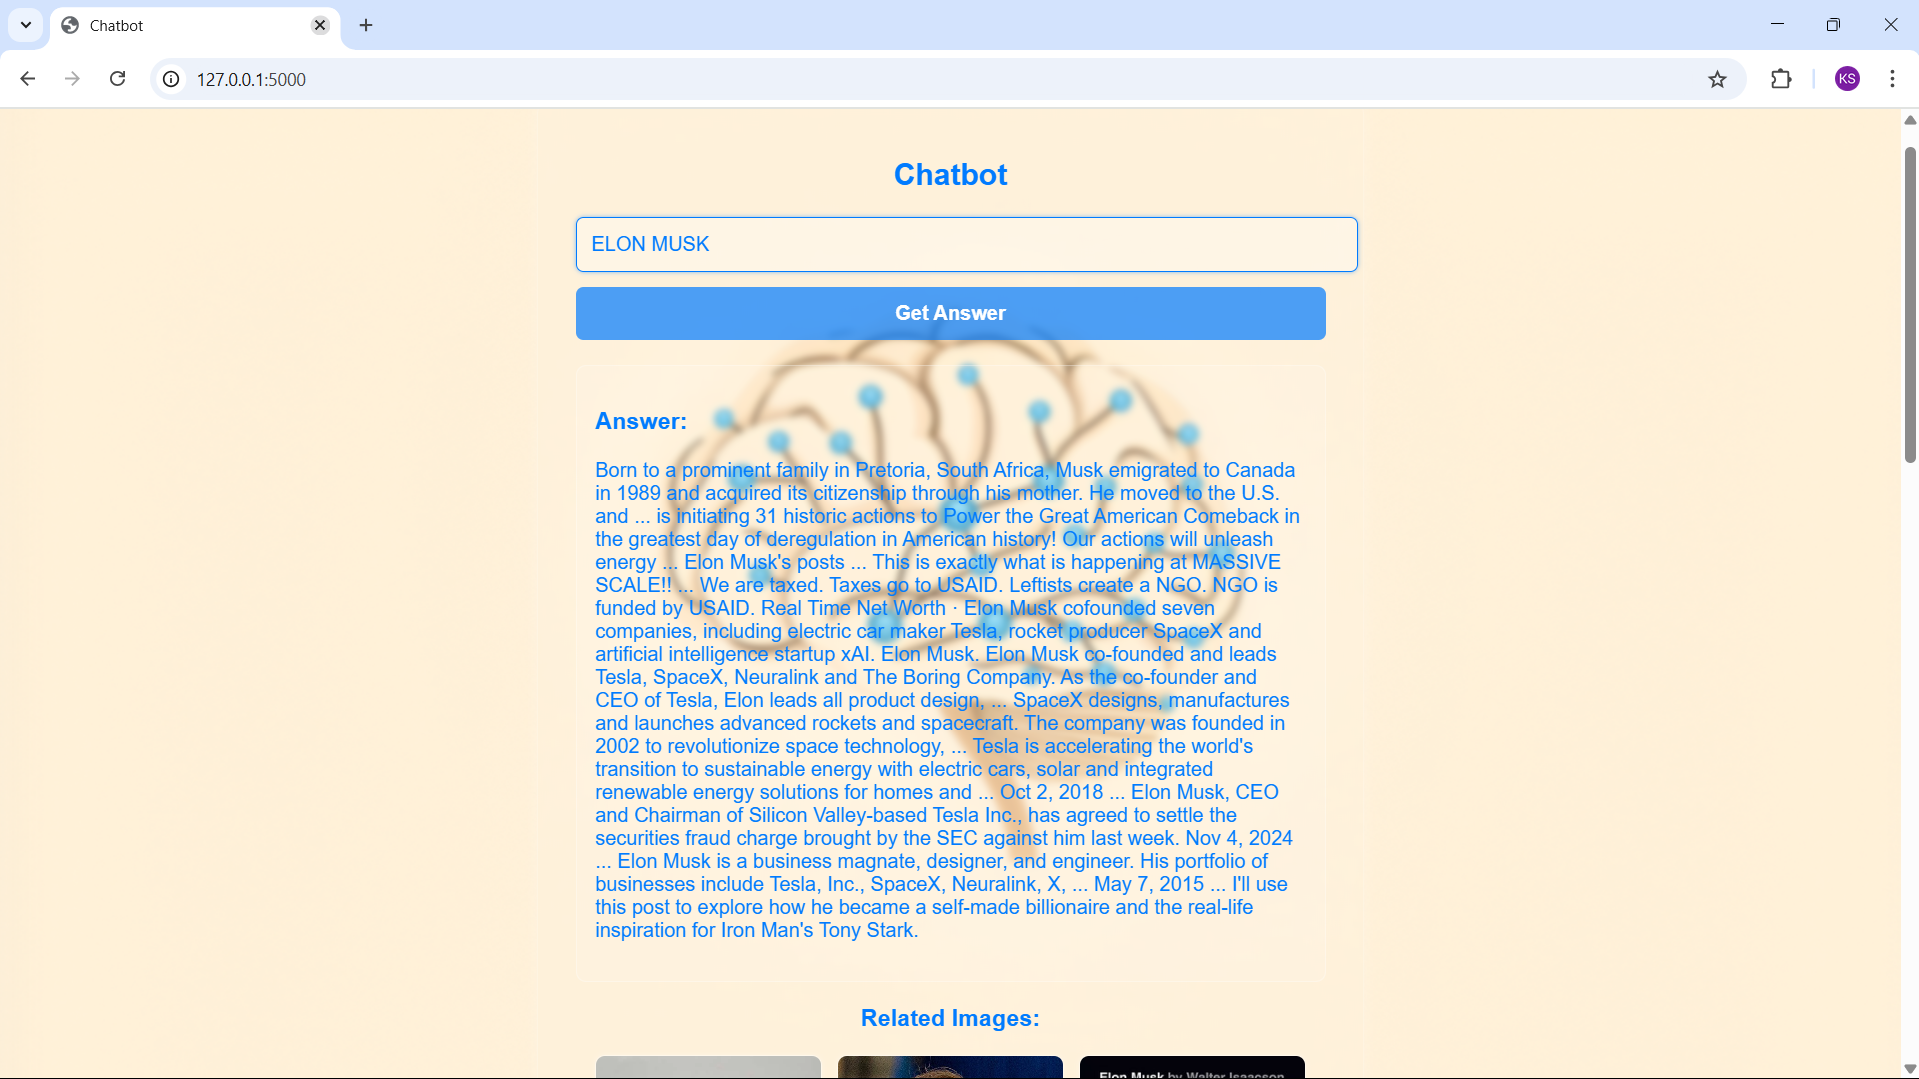 Chatbot
127.0.0.1:5000
KS
Chatbot
ELON MUSK
Get Answer
Answer:
Born to a prominent family in Pretoria, South Africa, Musk emigrated to Canada
in 1989 and acquired its citizenship through his mother. He moved to the U.S.
and ... is initiating 31 historic actions to Power the Great American Comeback in
the greatest day of deregulation in American history! Our actions will unleash
energy ... Elon Musk's posts ... This is exactly what is happening at MASSIVE
SCALE!! ... We are taxed. Taxes go to USAID. Leftists create a NGO. NGO is
funded by USAID. Real Time Net Worth · Elon Musk cofounded seven
companies, including electric car maker Tesla, rocket producer SpaceX and
artificial intelligence startup xAI. Elon Musk. Elon Musk co-founded and leads
Tesla, SpaceX, Neuralink and The Boring Company. As the co-founder and
CEO of Tesla, Elon leads all product design, ... SpaceX designs, manufactures
and launches advanced rockets and spacecraft. The company was founded in
2002 to revolutionize space technology, ... Tesla is accelerating the world's
transition to sustainable energy with electric cars, solar and integrated
renewable energy solutions for homes and ... Oct 2, 2018 ... Elon Musk, CEO
and Chairman of Silicon Valley-based Tesla Inc., has agreed to settle the
securities fraud charge brought by the SEC against him last week. Nov 4, 2024
... Elon Musk is a business magnate, designer, and engineer. His portfolio of
businesses include Tesla, Inc., SpaceX, Neuralink, X, ... May 7, 2015 ... I'll use
this post to explore how he became a self-made billionaire and the real-life
inspiration for Iron Man's Tony Stark.
Related Images:
Elon Musk by Walter Isaacson